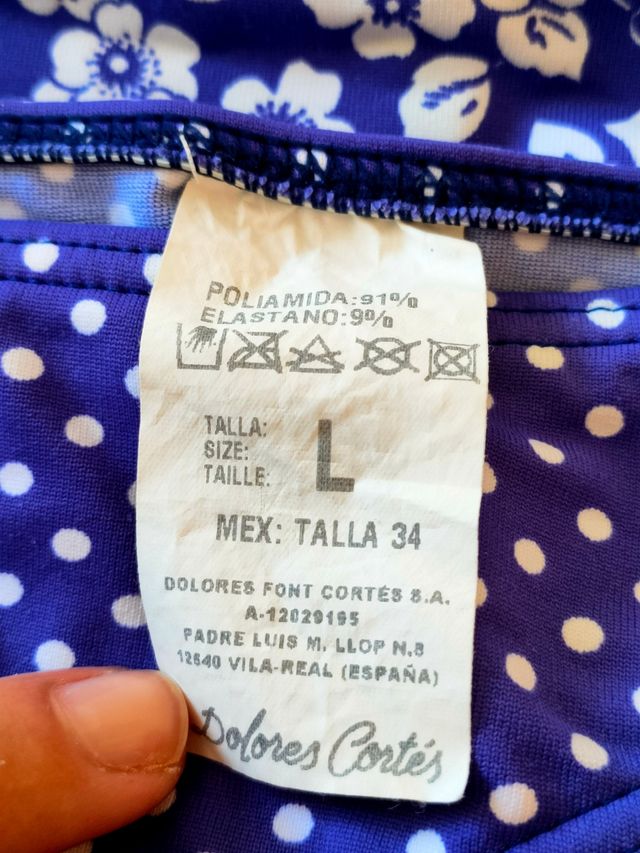 POLIAMIDA:91%
ELASTANO:9%
TALLA:
SIZE: L
TAILLE:
MEX: TALLA 34
DOLORES FONT CORTÉS S.A.
A-12029195
PADRE LUIS M. LLOP N.8
12540 VILA-REAL (ESPAÑA)
Dolores Cortés